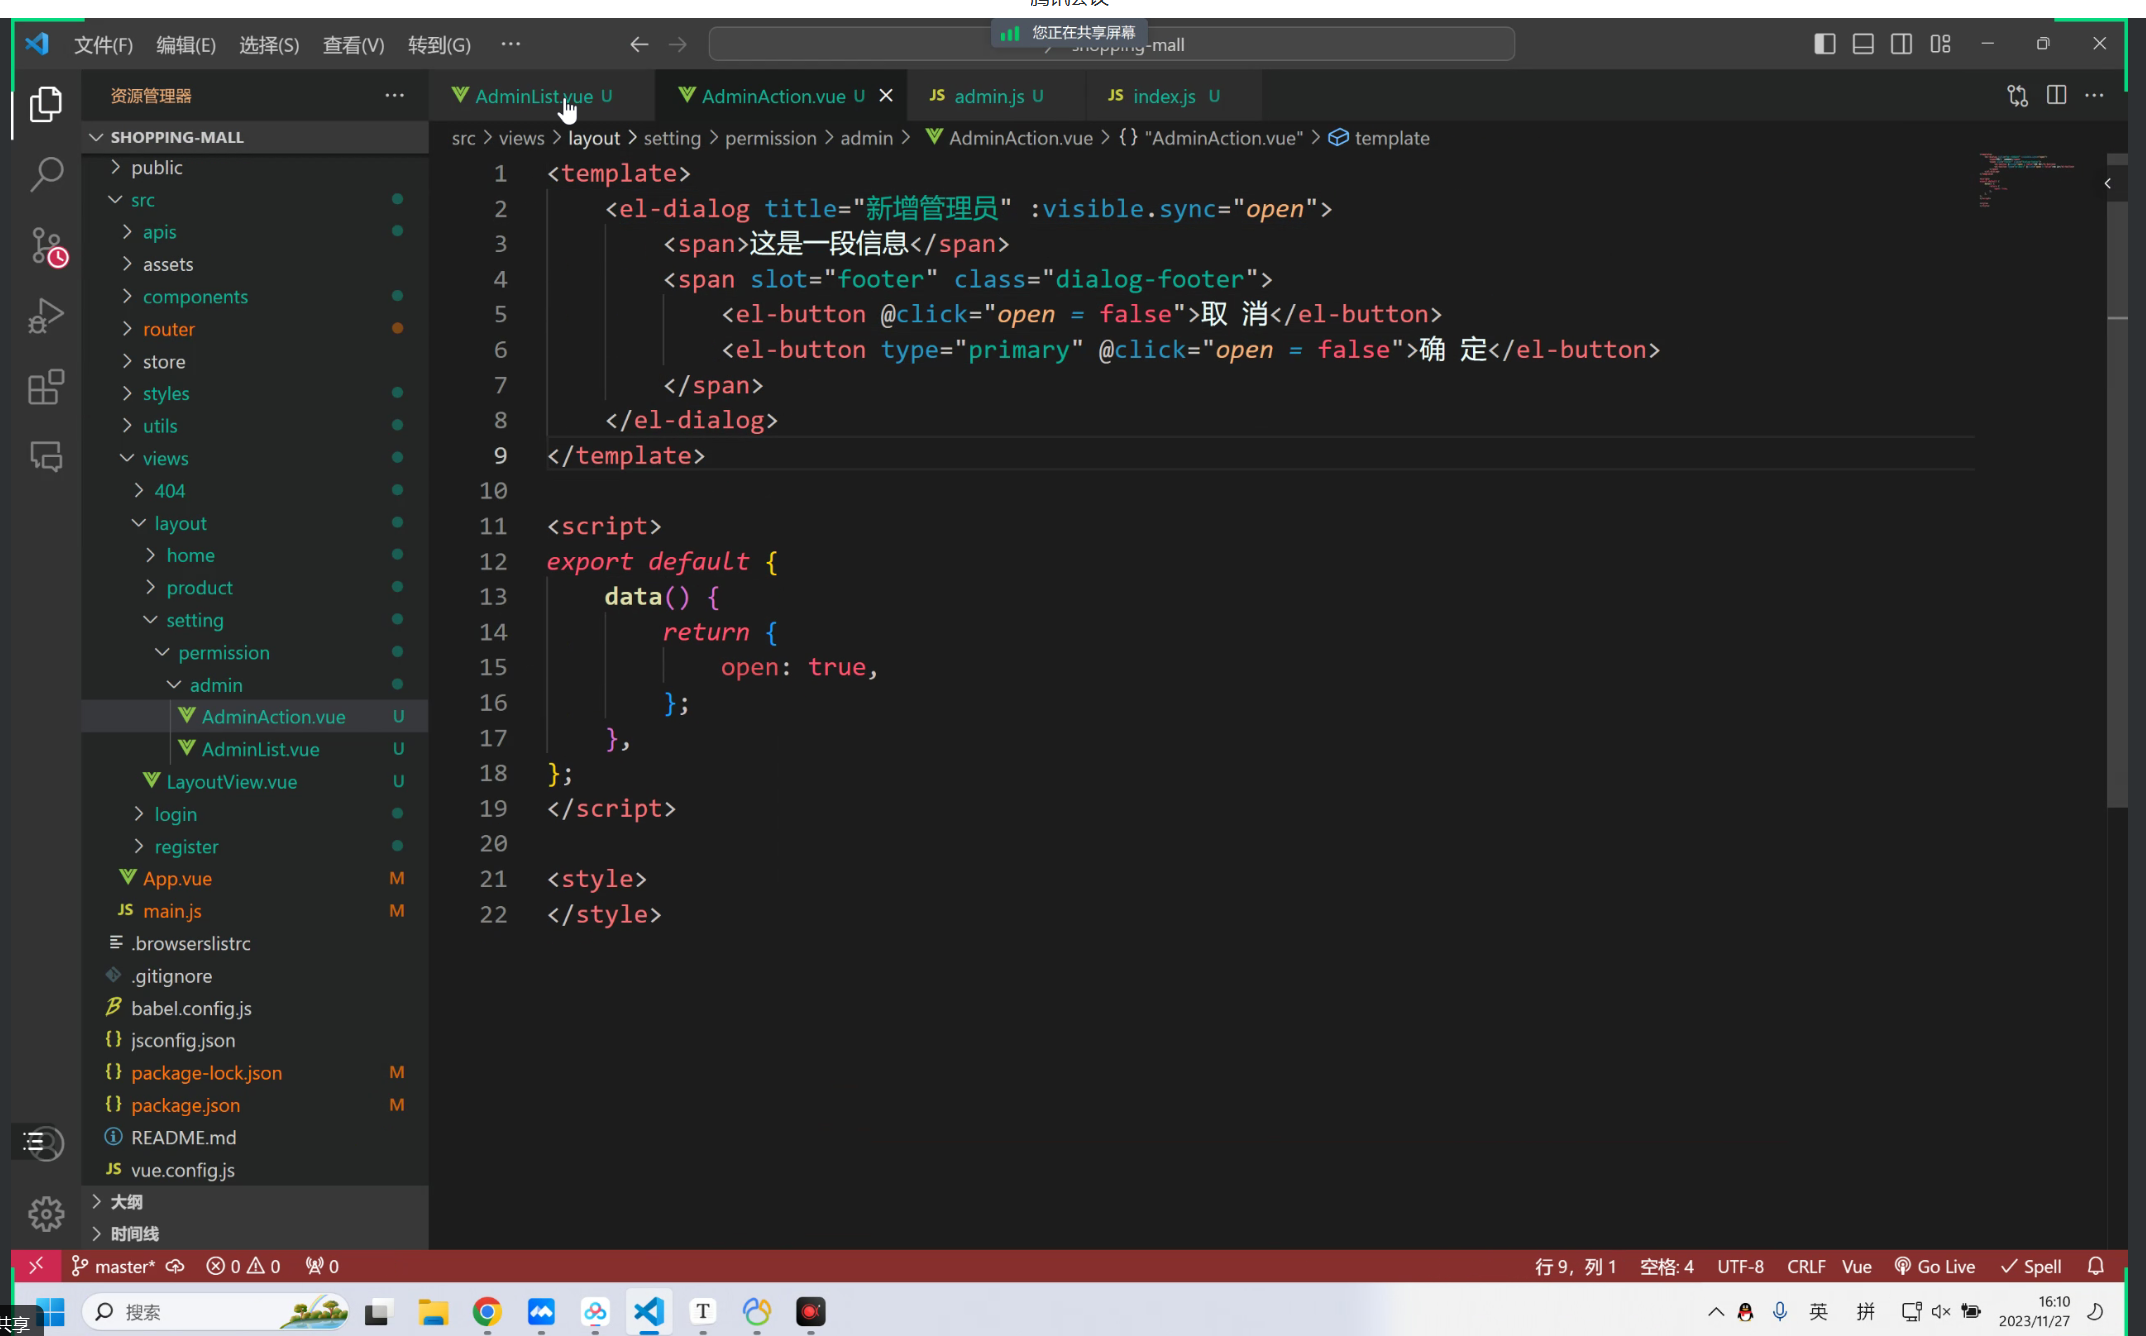 您正在共享屏幕
文件(F) 编辑(E) 选择(S) 查看(V) 转到(G) ···
shopping-mall
资源管理器
AdminList.vue U
AdminAction.vue U
JS admin.js U
JS index.js U
src > views > layout > setting > permission > admin > AdminAction.vue > {} "AdminAction.vue" > template
SHOPPING-MALL
public
src
apis
assets
components
router
store
styles
utils
views
404
layout
home
product
setting
permission
admin
AdminAction.vue U
AdminList.vue U
LayoutView.vue U
login
register
App.vue M
JS main.js M
.browserslistrc
.gitignore
babel.config.js
{} jsconfig.json
{} package-lock.json M
{} package.json M
README.md
JS vue.config.js
大纲
时间线
1 <template>
2 <el-dialog title="新增管理员" :visible.sync="open">
3 <span>这是一段信息</span>
4 <span slot="footer" class="dialog-footer">
5 <el-button @click="open = false">取 消</el-button>
6 <el-button type="primary" @click="open = false">确 定</el-button>
7 </span>
8 </el-dialog>
9 </template>
10
11 <script>
12 export default {
13 data() {
14 return {
15 open: true,
16 };
17 },
18 };
19 </script>
20
21 <style>
22 </style>
master* 0 0 0
行 9，列 1 空格: 4 UTF-8 CRLF Vue Go Live Spell
共享
搜索
T
英 拼
16:10
2023/11/27